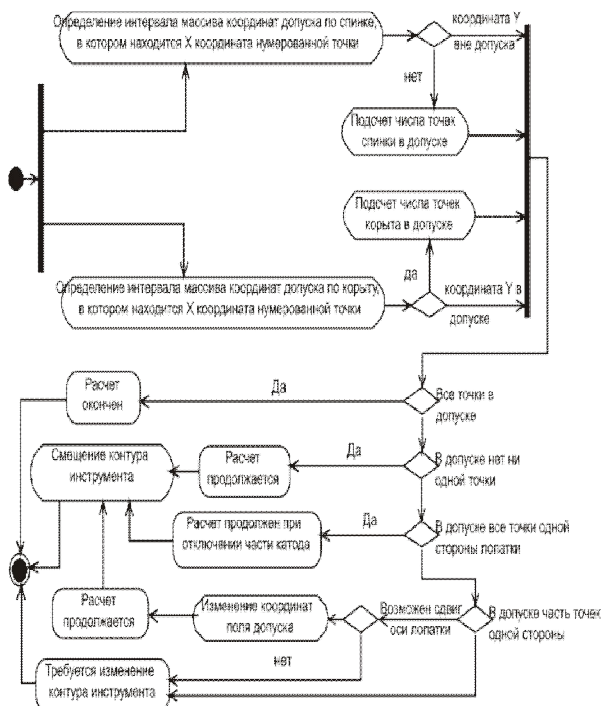 Определение интервала массива координат допуска по спинке,
в котором находится X координата нумерованной точки
координата Y
вне допуска
нет
Подсчет числа точах
спинки в допуске
Подсчет числа точек
корыта в допуске
да
Определение интервала массива координат допуска по корыту,
в котором находится X координата нумерованной точки
координата Y в
допуске
Расчет
окончен
Да
Все точки в
допуске
Смещение контура
инструмента
Расчет
продолжается
Да
В допуске нет ни
одной точки
Расчет продолжен при
отключении части катода
Да
В допуске все точки одной
стороны лопатки
Расчет
продолжается
Изменение координат
поля допуска
Возможен сдвиг
оси лопатки
В допуске часть точек
одной стороны
нет
Требуется изменение
контура инструмента